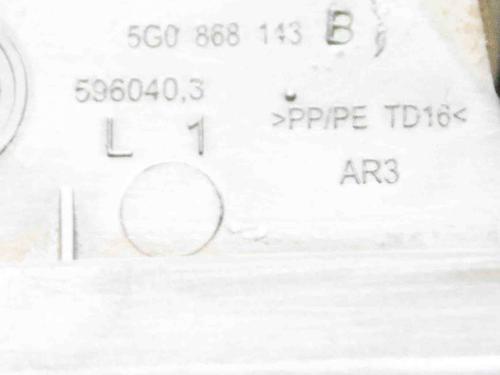 5G0 868 143 B
596040,3
>PP/PE TD16<
L 1
AR3